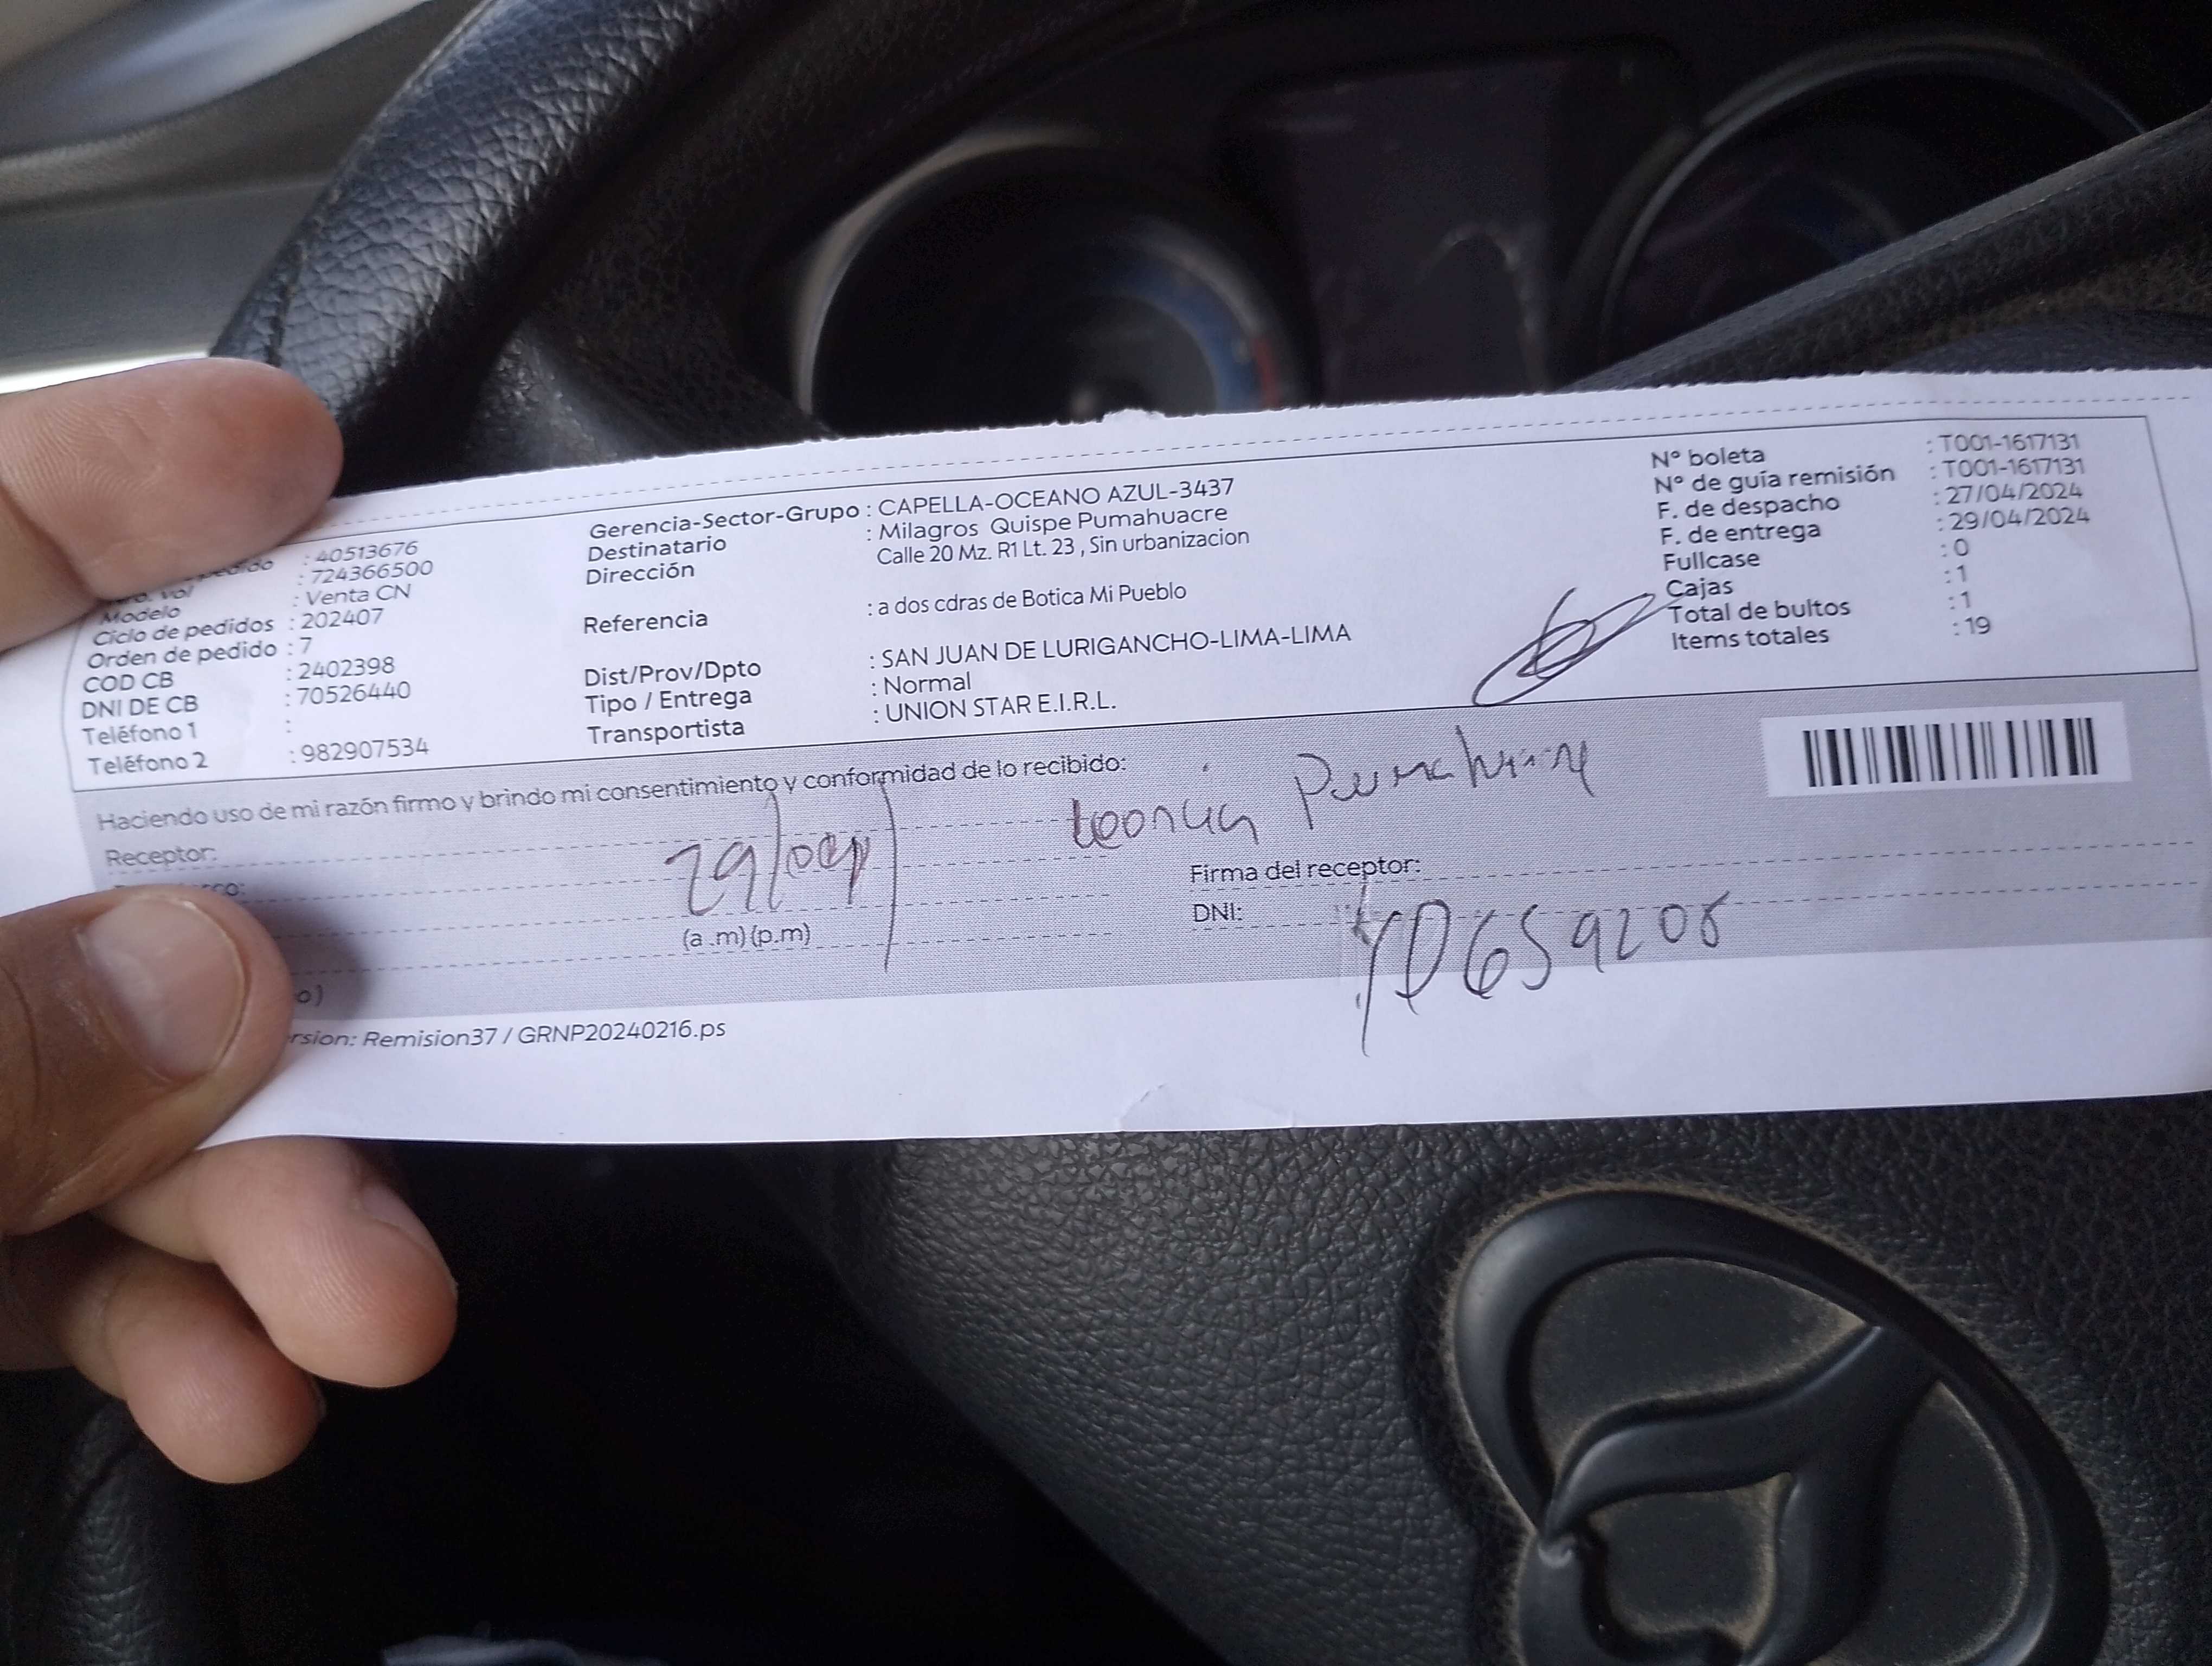 : 40513676
: 724366500
Modelo : Venta CN
Ciclo de pedidos : 202407
Orden de pedido : 7
COD CB : 2402398
DNI DE CB : 70526440
Teléfono 1 :
Teléfono 2 : 982907534
Gerencia-Sector-Grupo : CAPELLA-OCEANO AZUL-3437
Destinatario : Milagros Quispe Pumahuacre
Dirección Calle 20 Mz. R1 Lt. 23 , Sin urbanizacion
Referencia : a dos cdras de Botica Mi Pueblo
Dist/Prov/Dpto : SAN JUAN DE LURIGANCHO-LIMA-LIMA
Tipo / Entrega : Normal
Transportista : UNION STAR E.I.R.L.
N° boleta : T001-1617131
N° de guía remisión : T001-1617131
F. de despacho : 27/04/2024
F. de entrega : 29/04/2024
Fullcase : 0
Cajas : 1
Total de bultos : 1
Items totales : 19
Haciendo uso de mi razón firmo y brindo mi consentimiento y conformidad de lo recibido:
Receptor:
(a .m) (p.m)
Firma del receptor:
DNI:
o)
rsion: Remision37 / GRNP20240216.ps